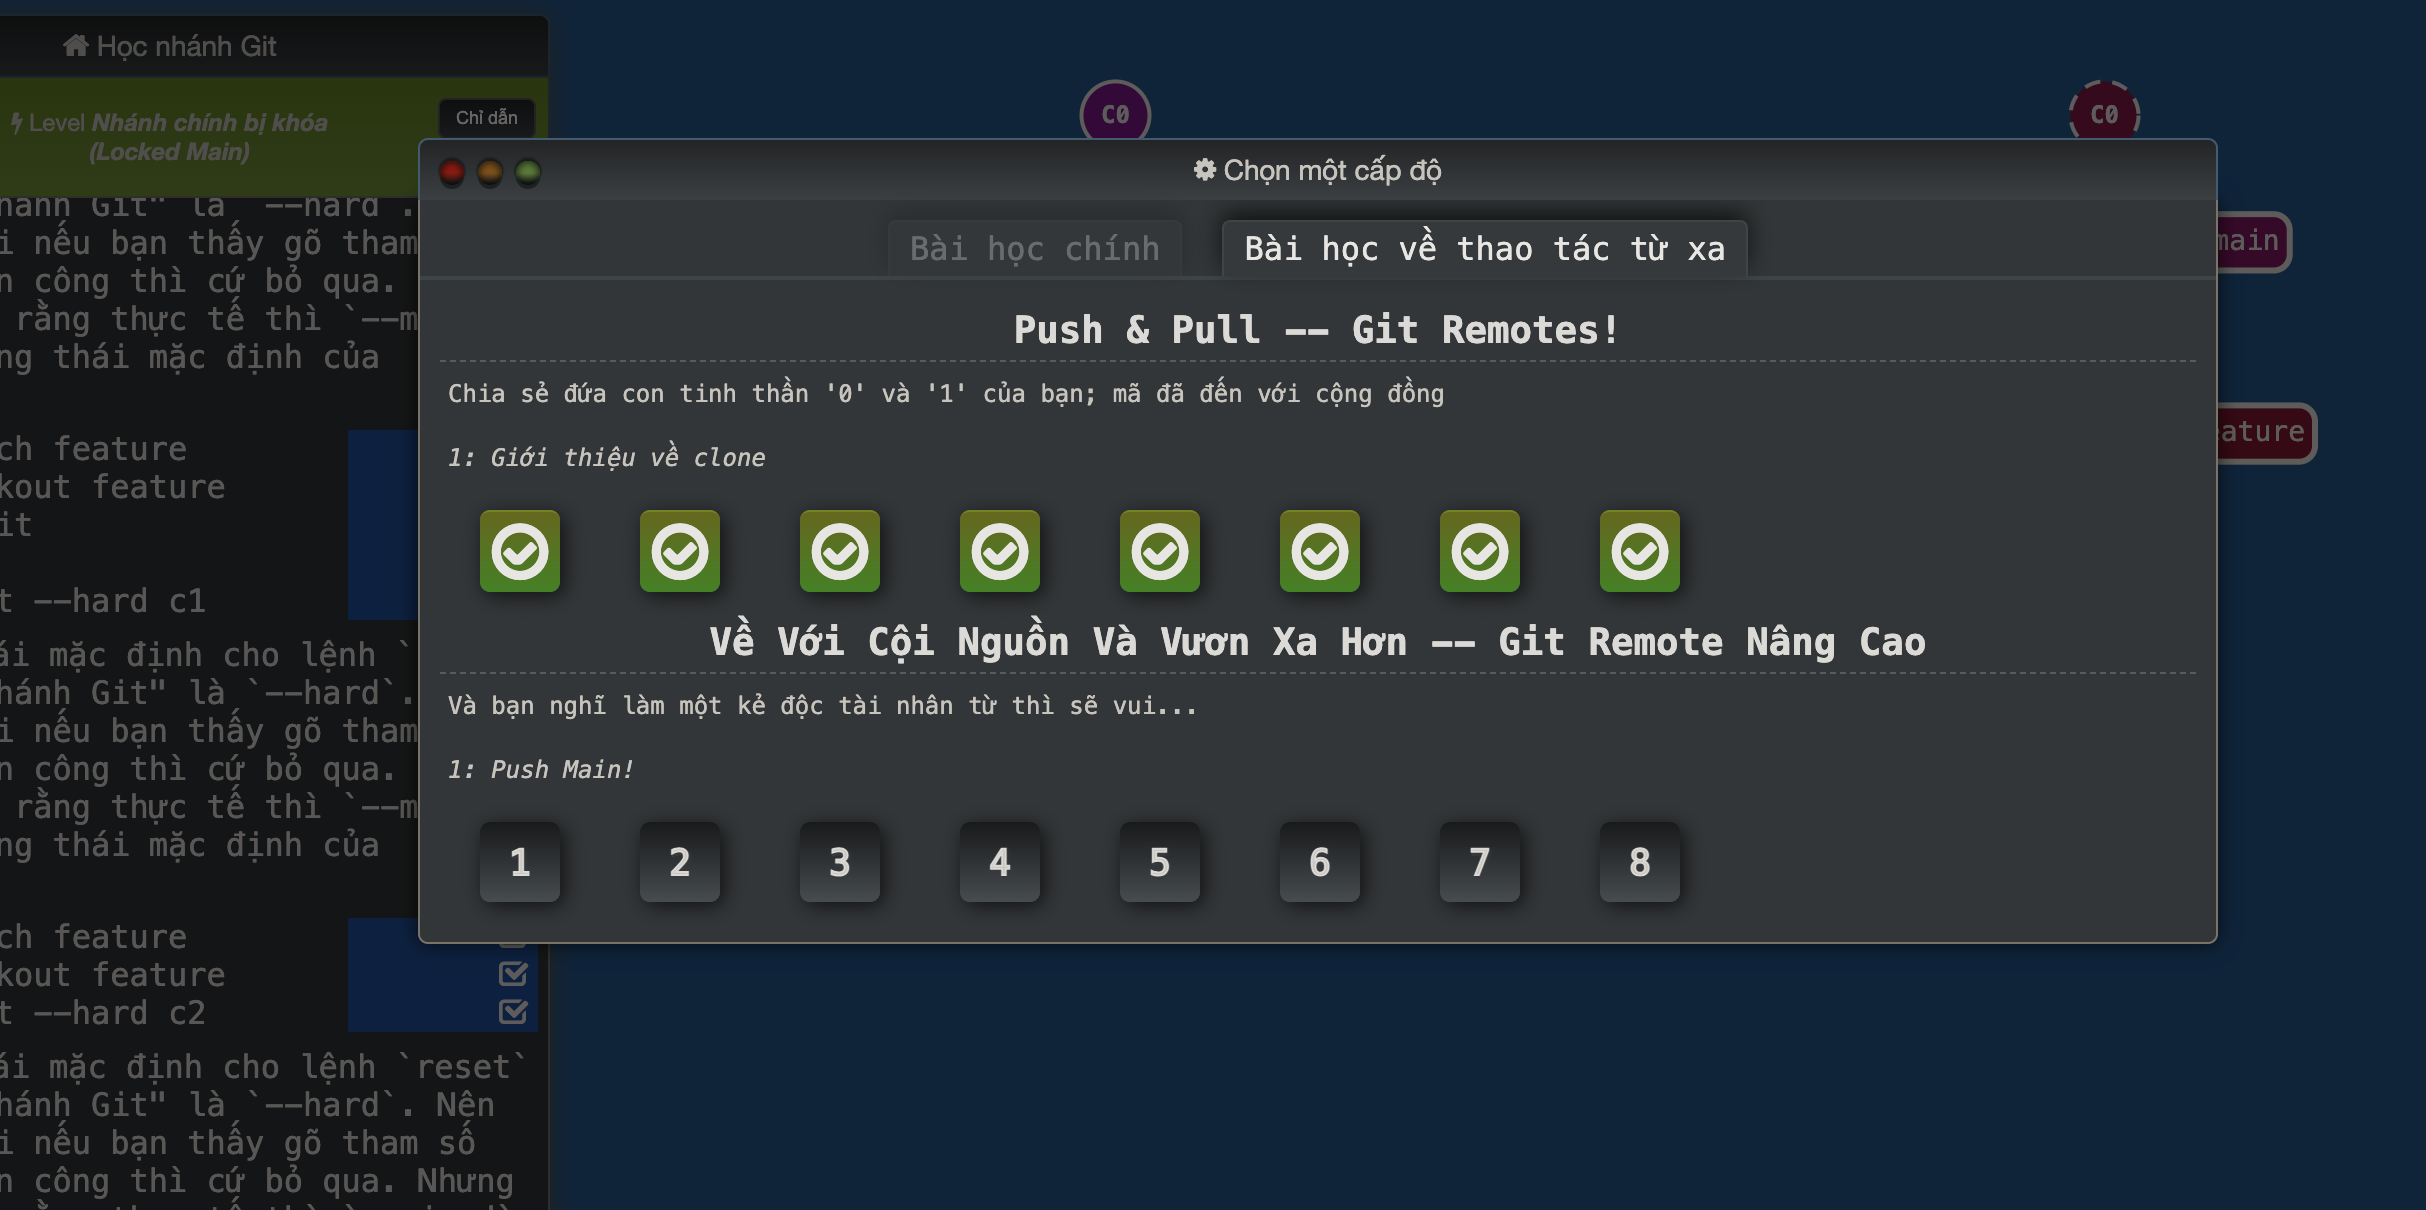 Học nhánh Git
Level Nhánh chính bị khóa
(Locked Main)
Chỉ dẫn
C0
C0
main
Chọn một cấp độ
Bài học chính
Bài học về thao tác từ xa
Push & Pull -- Git Remotes!
Chia sẻ đứa con tinh thần '0' và '1' của bạn; mã đã đến với cộng đồng
1: Giới thiệu về clone
Về Với Cội Nguồn Và Vươn Xa Hơn -- Git Remote Nâng Cao
Và bạn nghĩ làm một kẻ độc tài nhân từ thì sẽ vui...
1: Push Main!
1 2 3 4 5 6 7 8
eature
hánh Git" là `--hard`.
i nếu bạn thấy gõ tham
n công thì cứ bỏ qua.
rằng thực tế thì `--m
ng thái mặc định của
ch feature
kout feature
it
t --hard c1
ái mặc định cho lệnh `
hánh Git" là `--hard`.
i nếu bạn thấy gõ tham
n công thì cứ bỏ qua.
rằng thực tế thì `--m
ng thái mặc định của
ch feature
kout feature
t --hard c2
ái mặc định cho lệnh `reset`
hánh Git" là `--hard`. Nên
i nếu bạn thấy gõ tham số
n công thì cứ bỏ qua. Nhưng